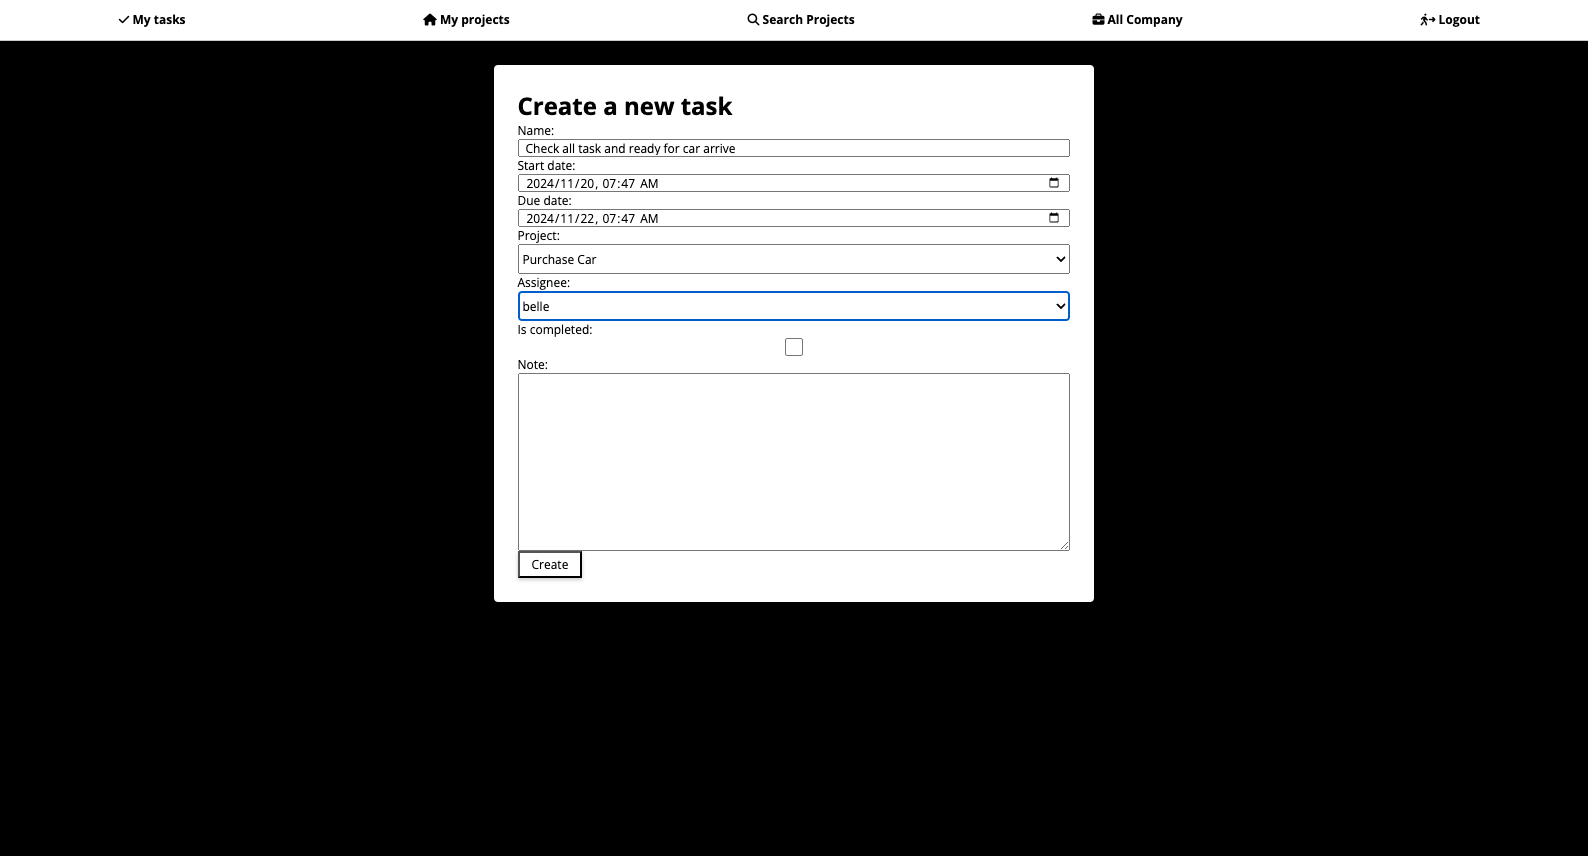 My tasks
My projects
Search Projects
All Company
Logout
Create a new task
Name:
Check all task and ready for car arrive
Start date:
2024/11/20, 07:47 AM
Due date:
2024/11/22, 07:47 AM
Project:
Purchase Car
Assignee:
belle
Is completed:
Note:
Create